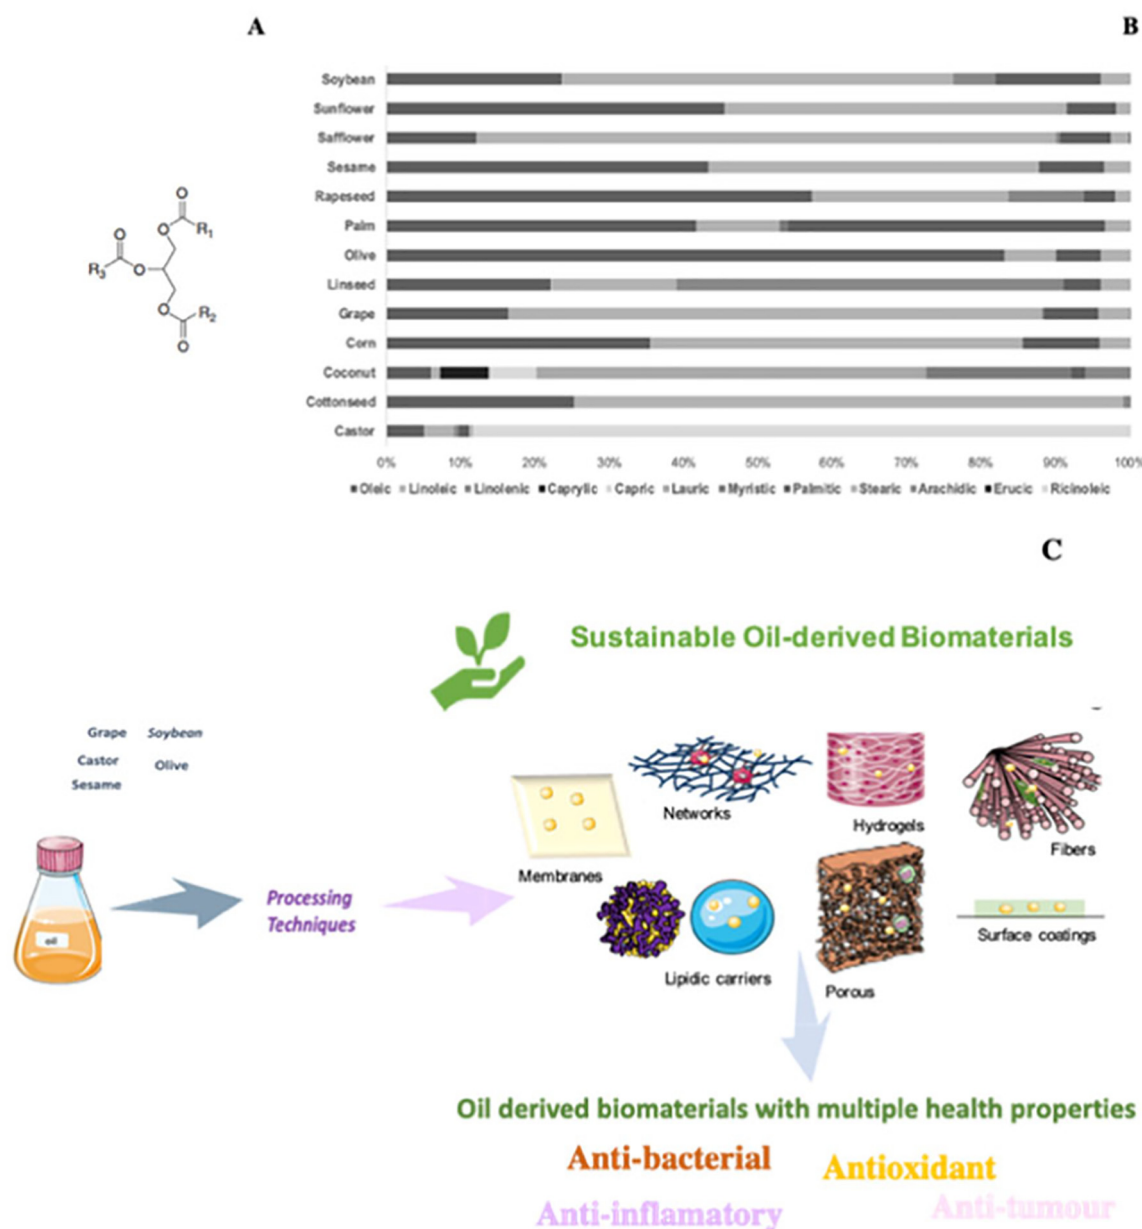 A
B
Soybean
Sunflower
Safflower
Sesame
Rapeseed
Palm
Olive
Linseed
Grape
Corn
Coconut
Cottonseed
Castor
0% 10% 20% 30% 40% 50% 60% 70% 80% 90% 100%
Oleic Linoleic Linolenic Caprylic Capric Lauric Myristic Palmitic Stearic Arachidic Erucic Ricinoleic
O
O R1
O
R3 O
O R2
O
C
Sustainable Oil-derived Biomaterials
Grape Soybean
Castor Olive
Sesame
oil
Processing
Techniques
Membranes
Networks
Hydrogels
Fibers
Lipidic carriers
Porous
Surface coatings
Oil derived biomaterials with multiple health properties
Anti-bacterial Antioxidant
Anti-inflamatory Anti-tumour